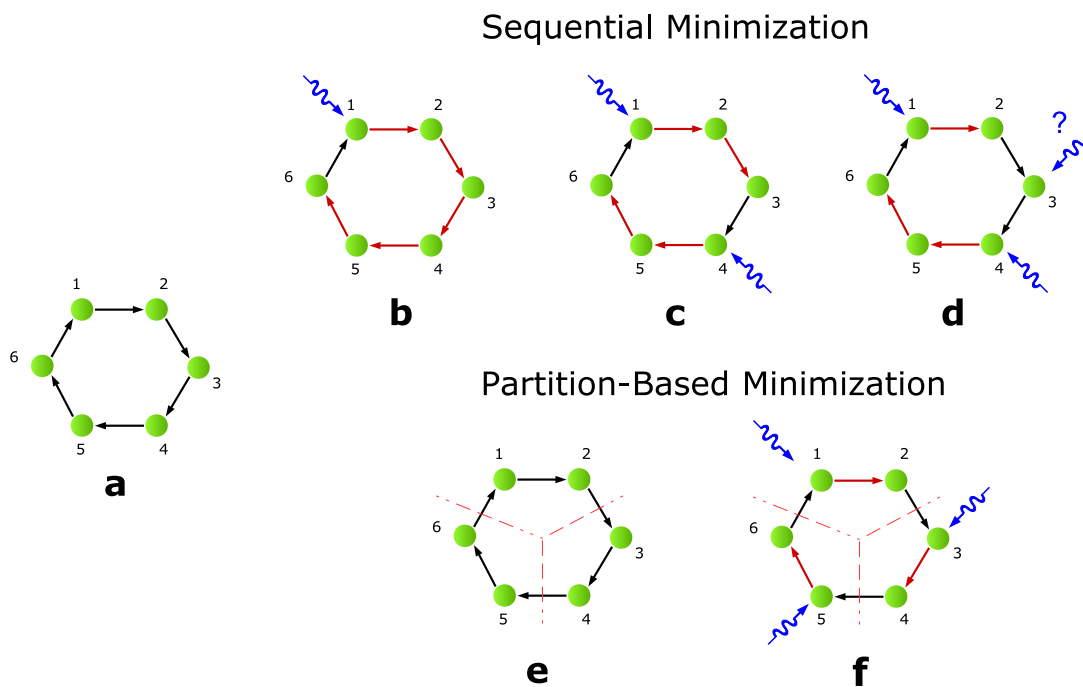 Sequential Minimization
1 2 3 4 5 6
b
1 2 3 4 5 6
c
1 2 ? 3 4 5 6
d
1 2 3 4 5 6
a
Partition-Based Minimization
1 2 3 4 5 6
e
1 2 3 4 5 6
f